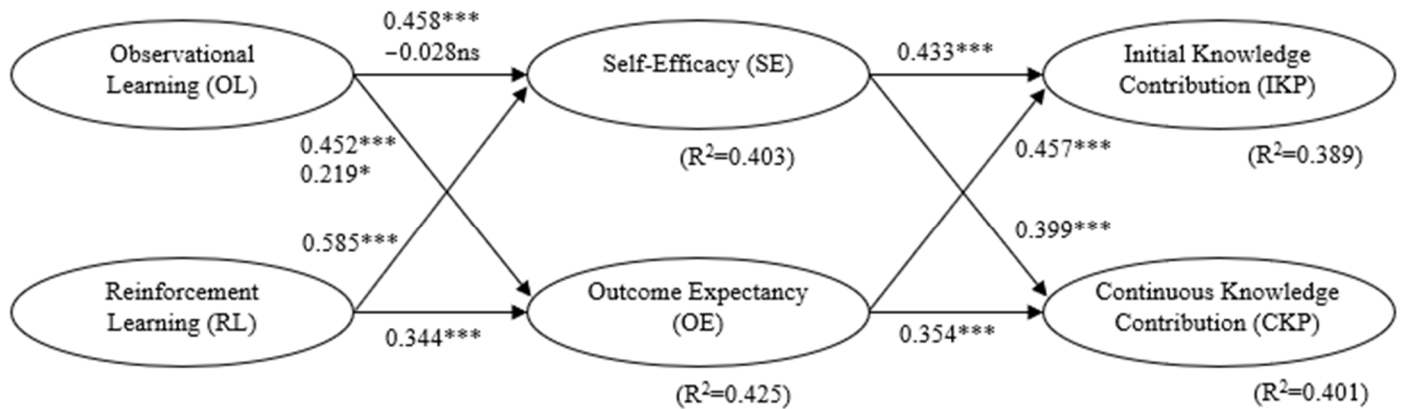 0.458***
−0.028ns
Observational
Learning (OL)
Self-Efficacy (SE)
0.433***
Initial Knowledge
Contribution (IKP)
0.452***
0.219*
(R²=0.403)
0.457***
(R²=0.389)
0.585***
0.399***
Reinforcement
Learning (RL)
Outcome Expectancy
(OE)
Continuous Knowledge
Contribution (CKP)
0.344***
0.354***
(R²=0.425)
(R²=0.401)